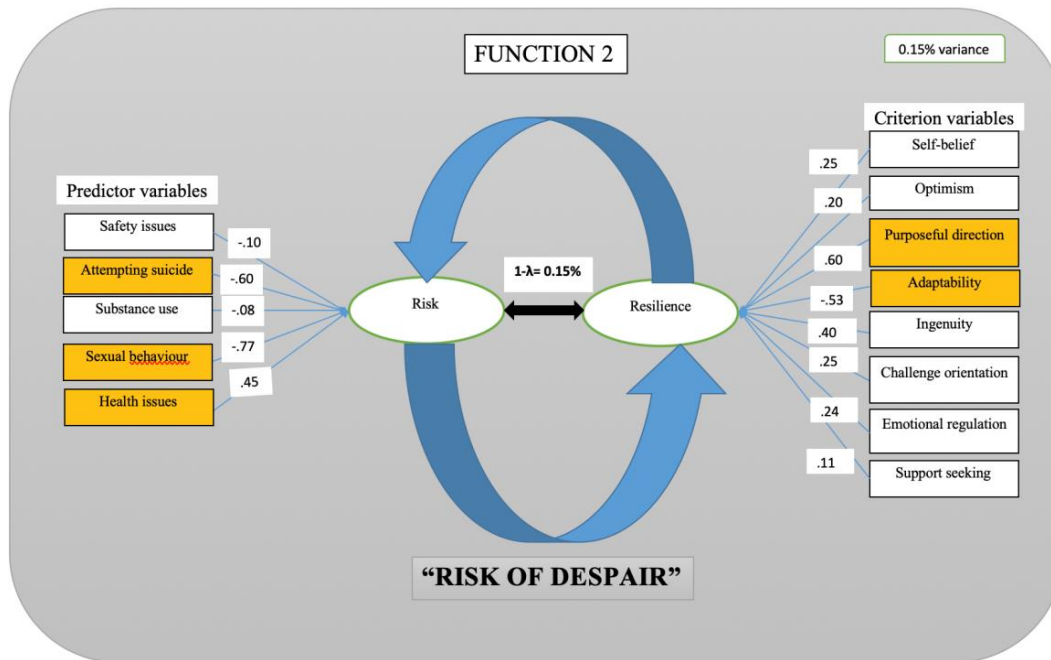 FUNCTION 2
0.15% variance
Predictor variables
Safety issues
Attempting suicide
Substance use
Sexual behaviour
Health issues
-.10
-.60
-.08
-.77
.45
Risk
1-λ= 0.15%
Resilience
Criterion variables
Self-belief
Optimism
Purposeful direction
Adaptability
Ingenuity
Challenge orientation
Emotional regulation
Support seeking
.25
.20
.60
-.53
.40
.25
.24
.11
“RISK OF DESPAIR”